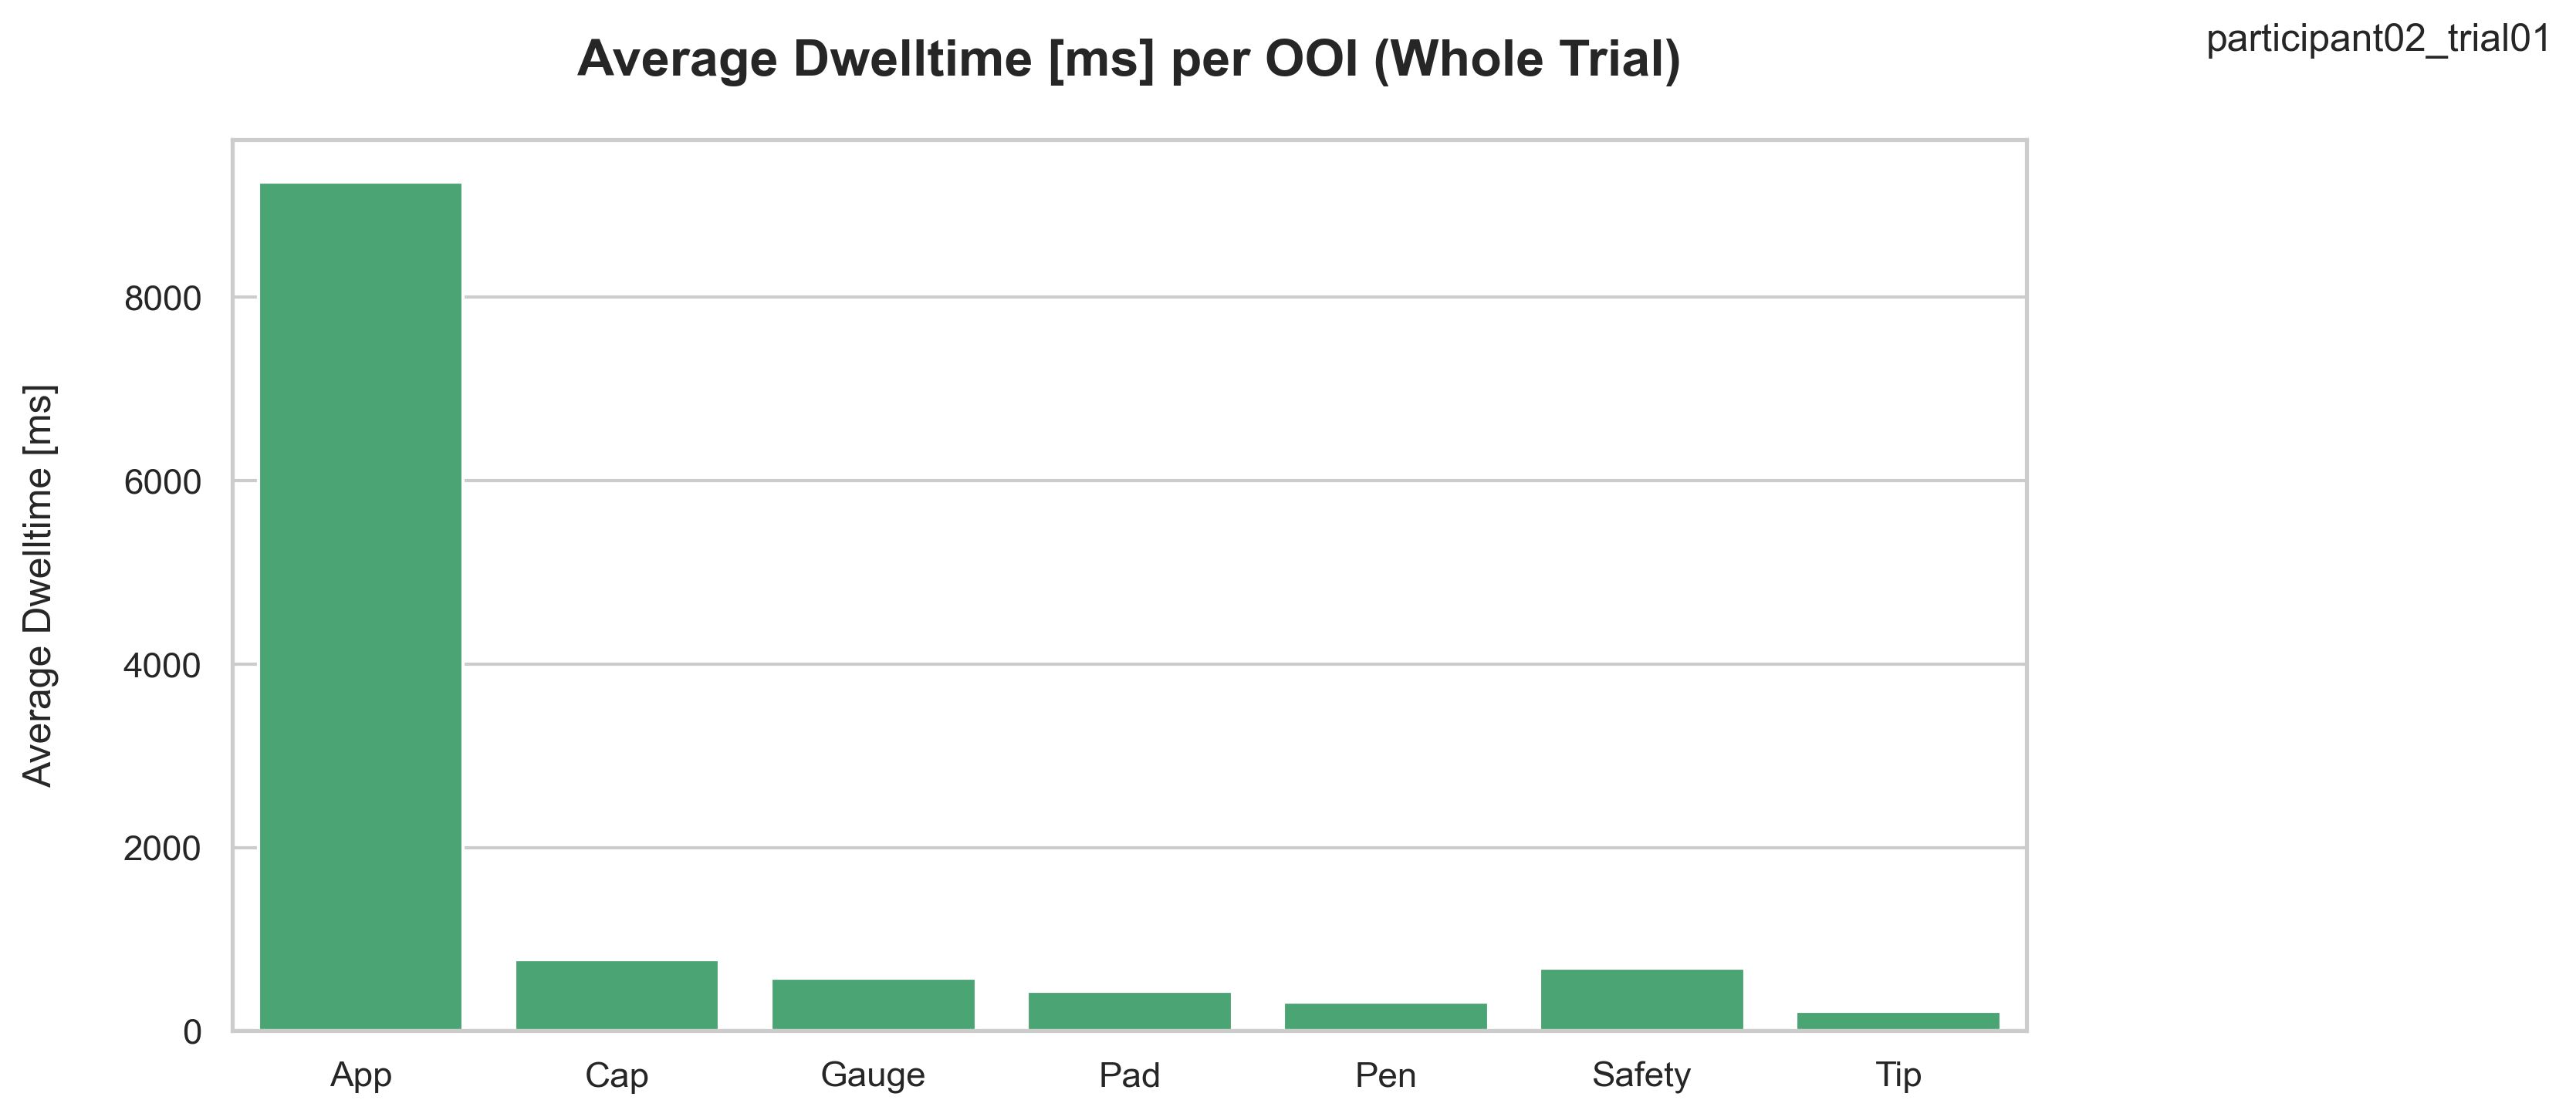 participant02_trial01
Average Dwelltime [ms] per OOI (Whole Trial)
Average Dwelltime [ms]
8000
6000
4000
2000
0
App Cap Gauge Pad Pen Safety Tip